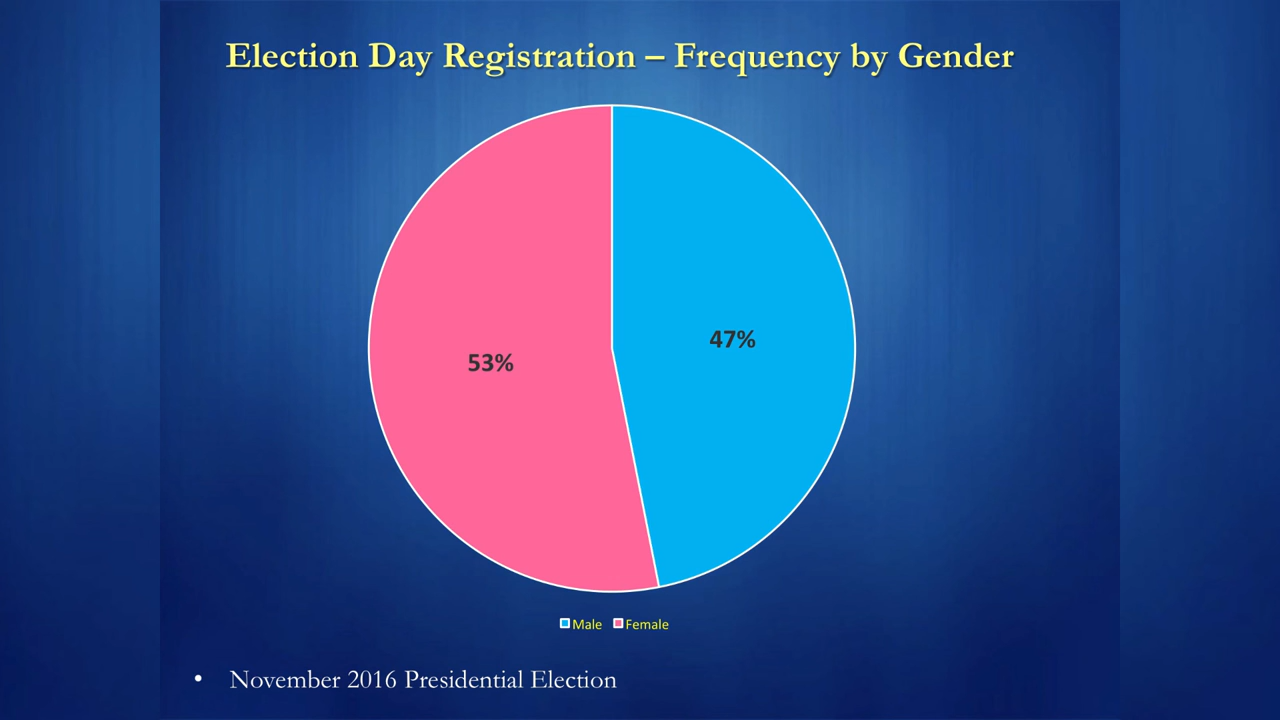 Election Day Registration – Frequency by Gender
47%
53%
Male Female
• November 2016 Presidential Election